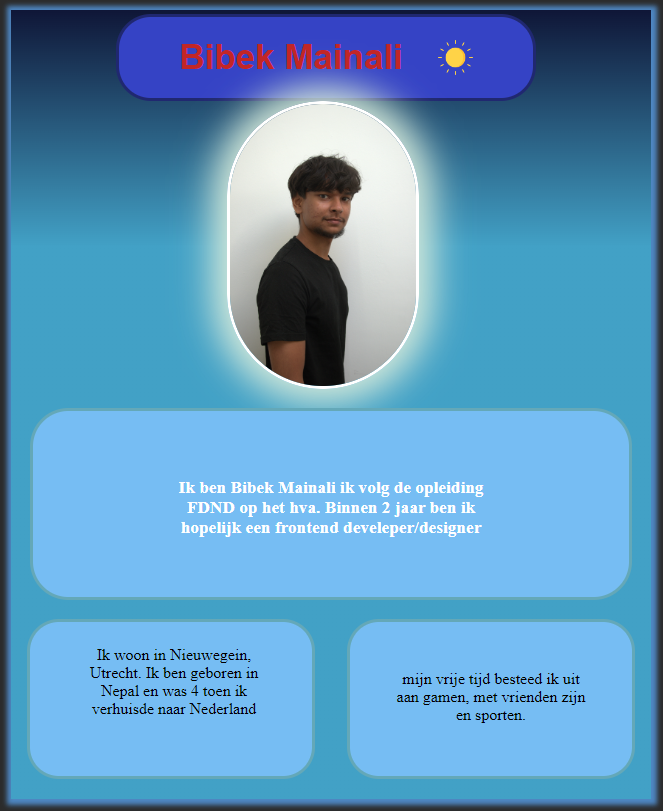 Bibek Mainali
Ik ben Bibek Mainali ik volg de opleiding
FDND op het hva. Binnen 2 jaar ben ik
hopelijk een frontend develeper/designer
Ik woon in Nieuwegein,
Utrecht. Ik ben geboren in
Nepal en was 4 toen ik
verhuisde naar Nederland
mijn vrije tijd besteed ik uit
aan gamen, met vrienden zijn
en sporten.